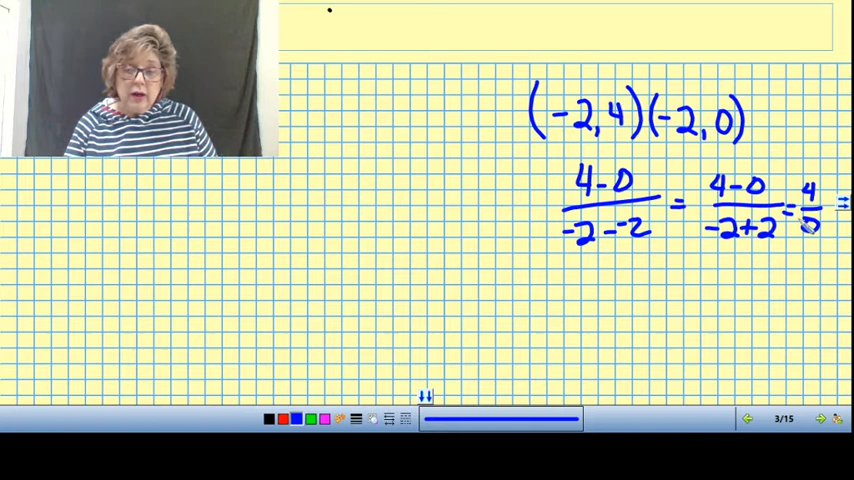 (-2,4)(-2,0)
4-0 / -2--2 = 4-0 / -2+2 = 4/0
3/15